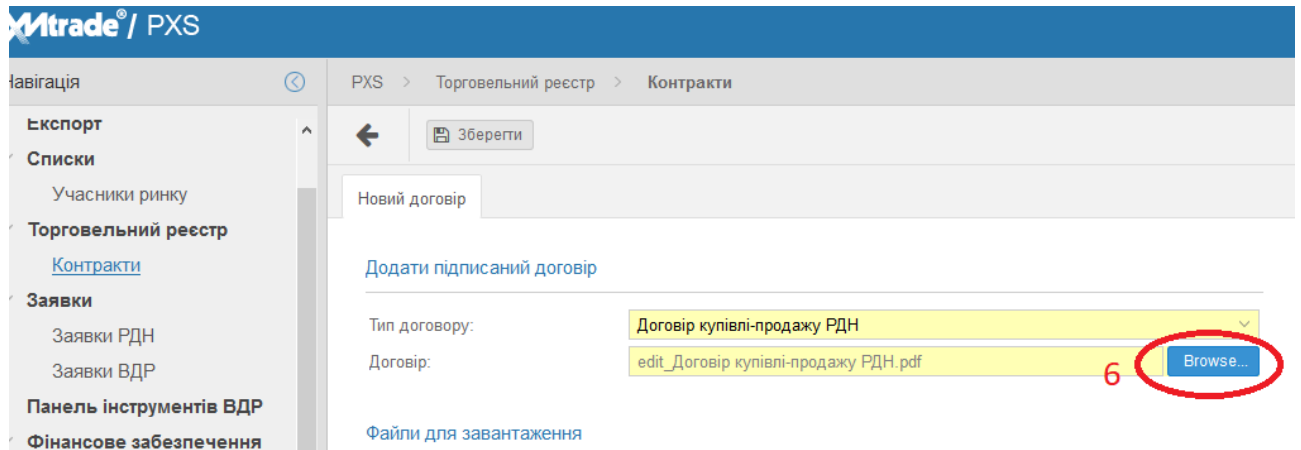 XMtrade®/ PXS
Навігація
PXS > Торговельний реєстр > Контракти
Експорт
Зберегти
Списки
Учасники ринку
Новий договір
Торговельний реєстр
Контракти
Додати підписаний договір
Заявки
Тип договору: Договір купівлі-продажу РДН
Заявки РДН
Договір: edit_Договір купівлі-продажу РДН.pdf Browse...
6
Заявки ВДР
Панель інструментів ВДР
Файли для завантаження
Фінансове забезпечення